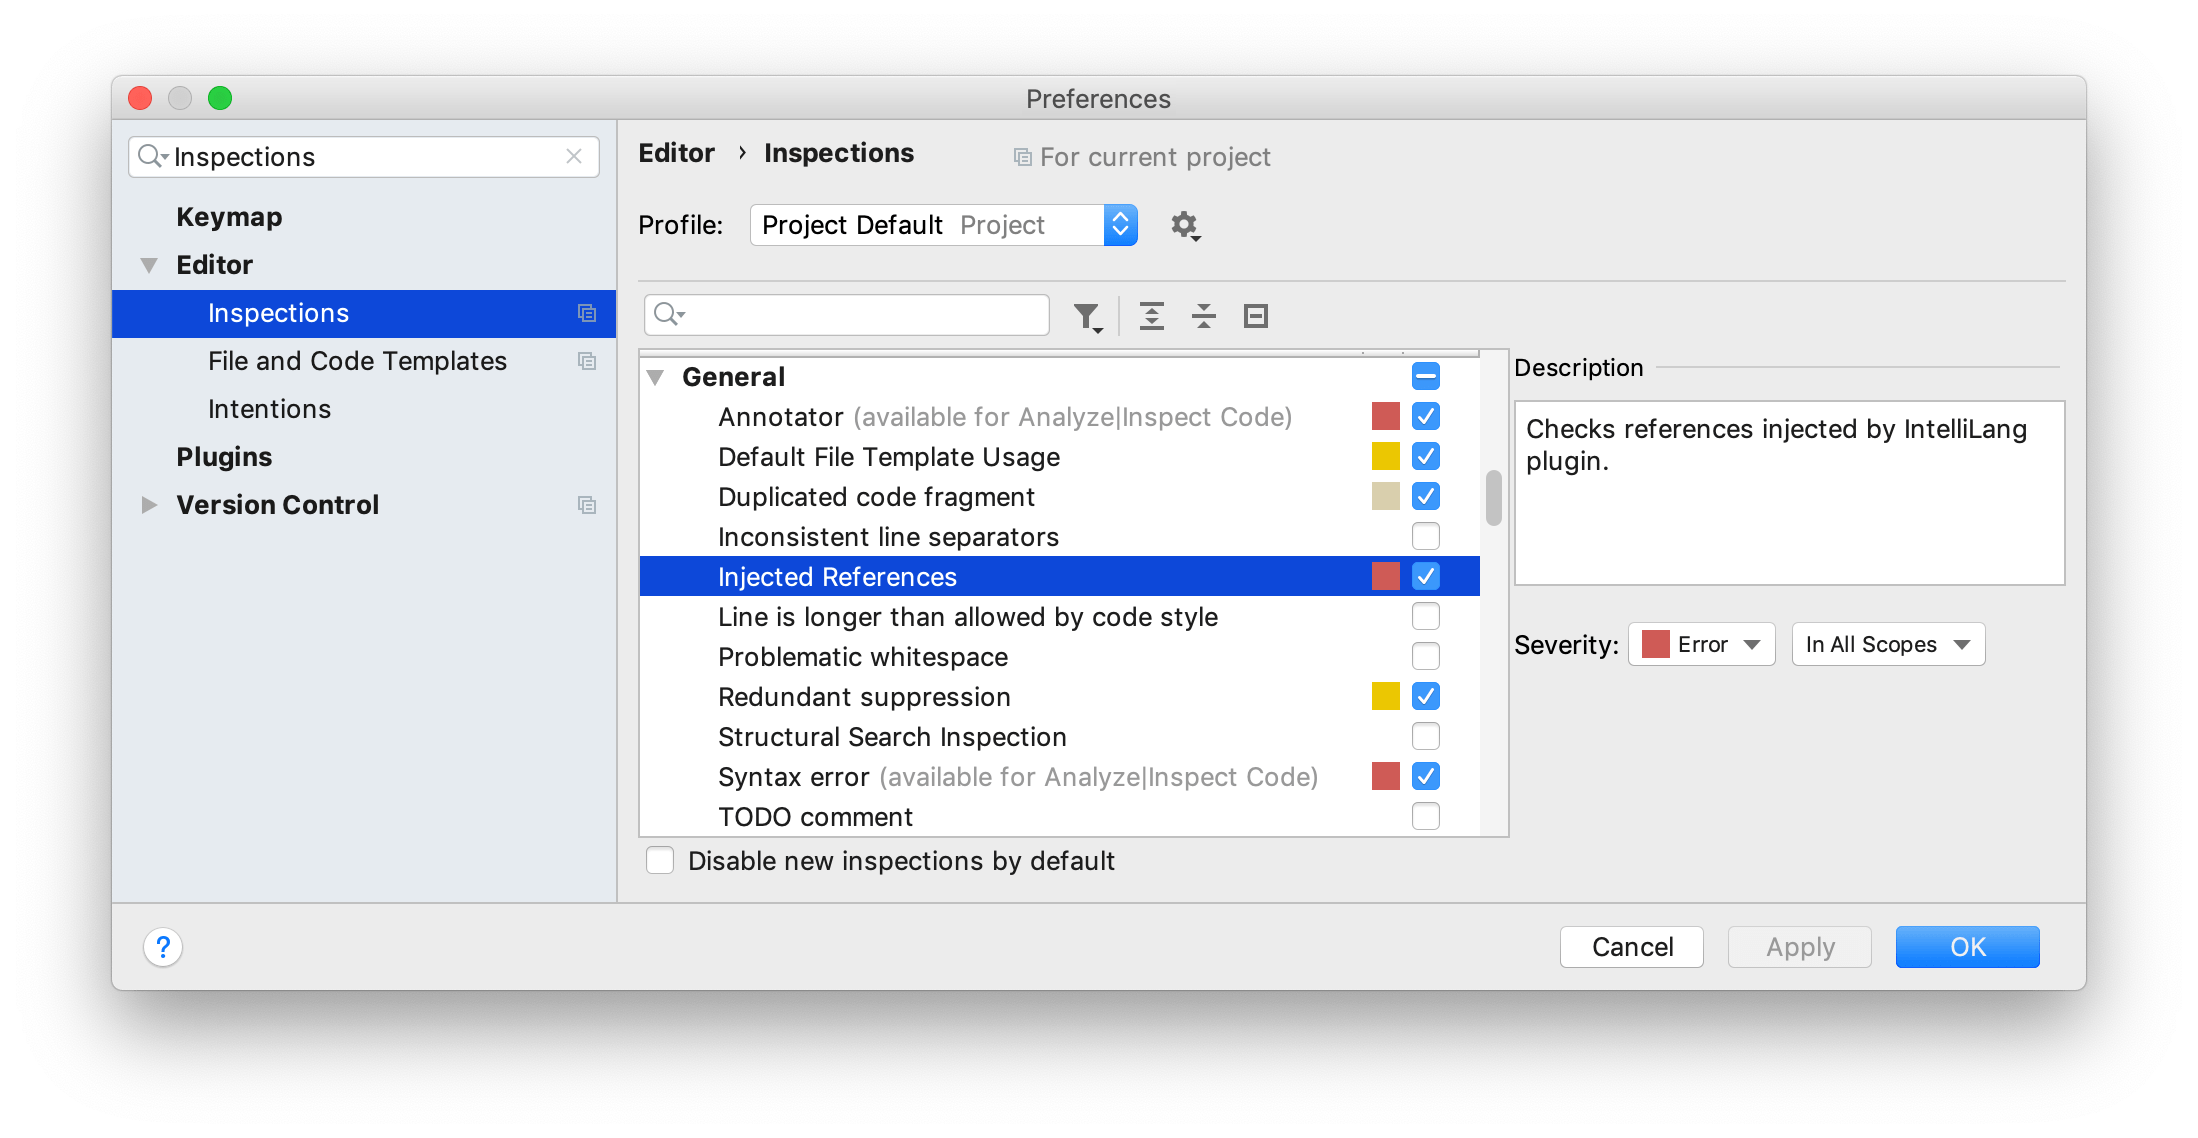 Preferences
Inspections
Keymap
Editor
Inspections
File and Code Templates
Intentions
Plugins
Version Control
Editor › Inspections For current project
Profile: Project Default Project
General
Annotator (available for Analyze|Inspect Code)
Default File Template Usage
Duplicated code fragment
Inconsistent line separators
Injected References
Line is longer than allowed by code style
Problematic whitespace
Redundant suppression
Structural Search Inspection
Syntax error (available for Analyze|Inspect Code)
TODO comment
Disable new inspections by default
Description
Checks references injected by IntelliLang
plugin.
Severity: Error In All Scopes
?
Cancel Apply OK